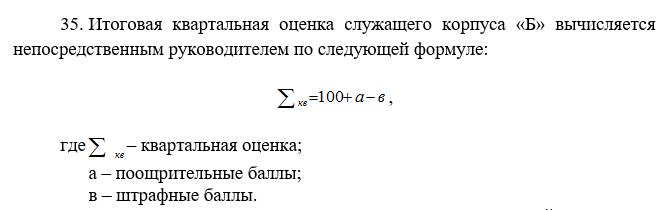 35. Итоговая квартальная оценка служащего корпуса «Б» вычисляется
непосредственным руководителем по следующей формуле:
∑ кв =100+ а – в ,
где ∑ кв – квартальная оценка;
а – поощрительные баллы;
в – штрафные баллы.